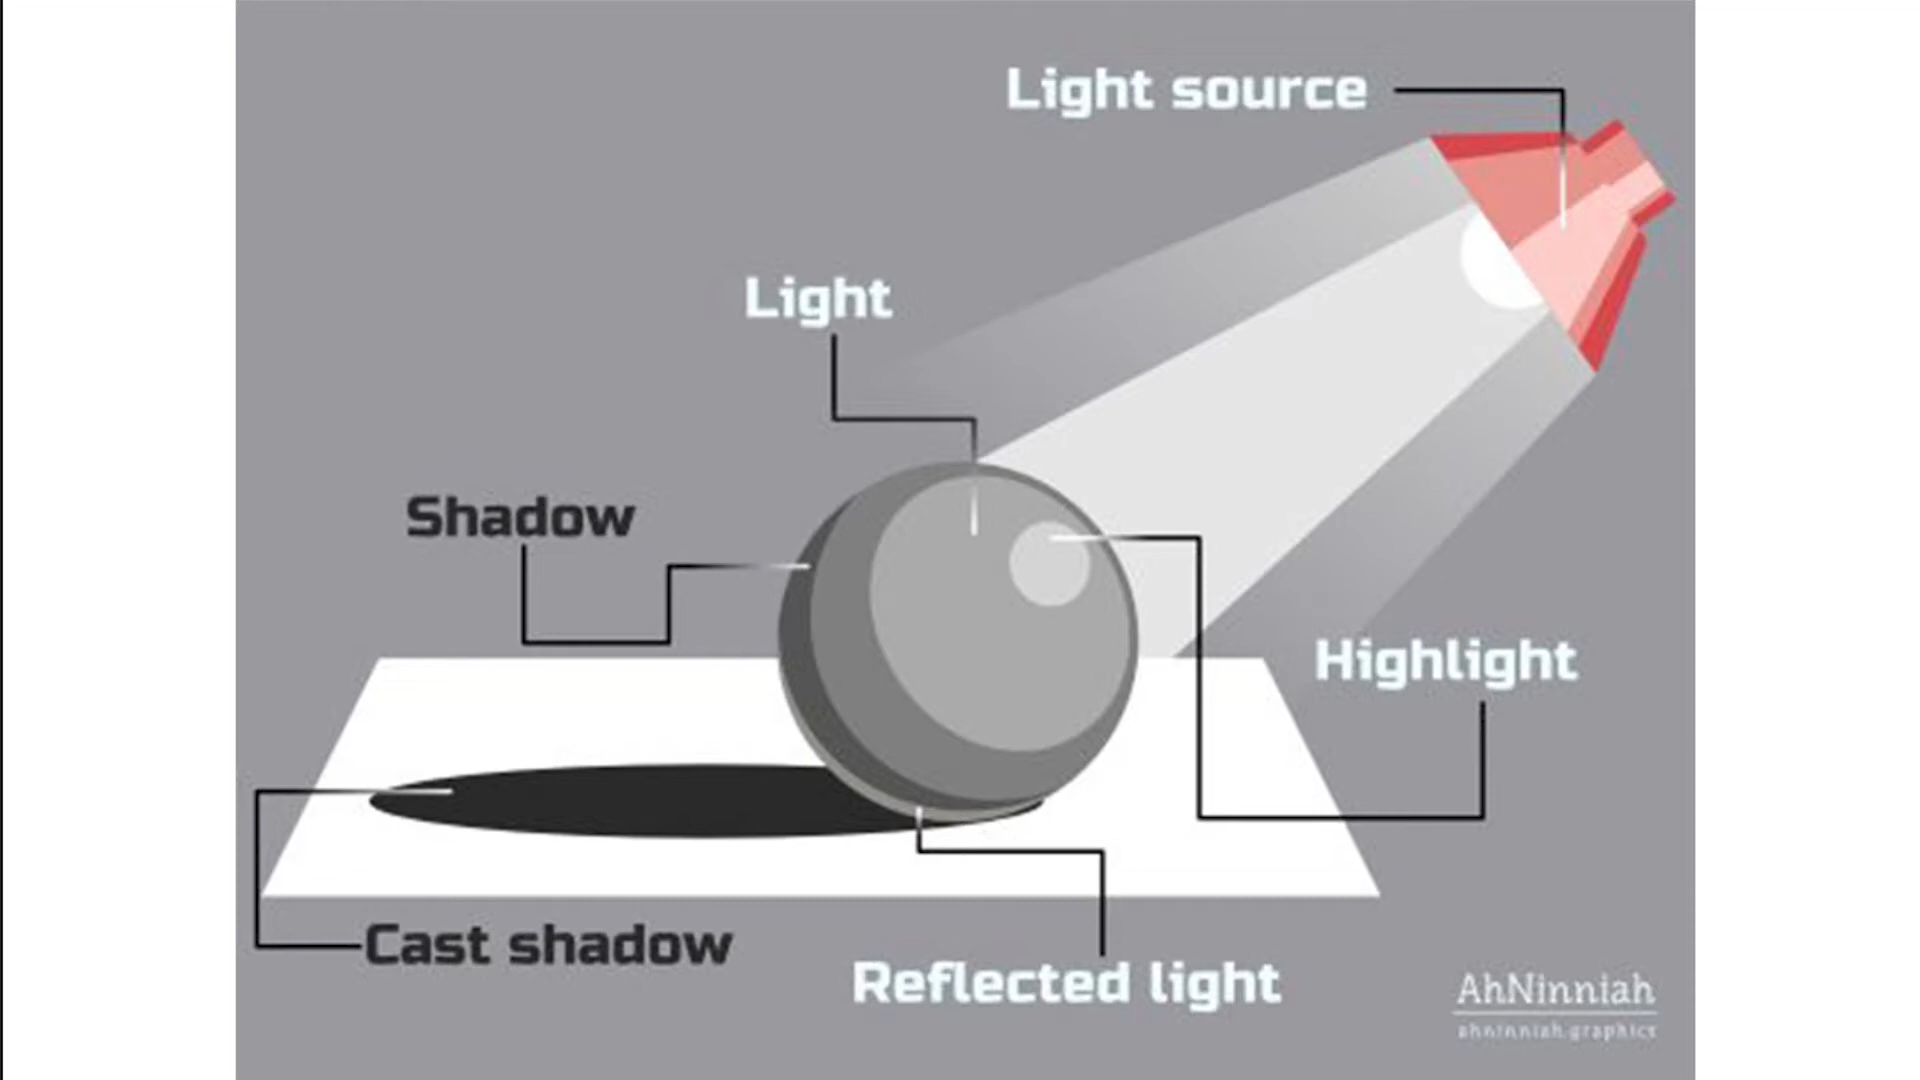 Light source
Light
Shadow
Highlight
Cast shadow
Reflected light
AhNinniah
ahninniah.graphics